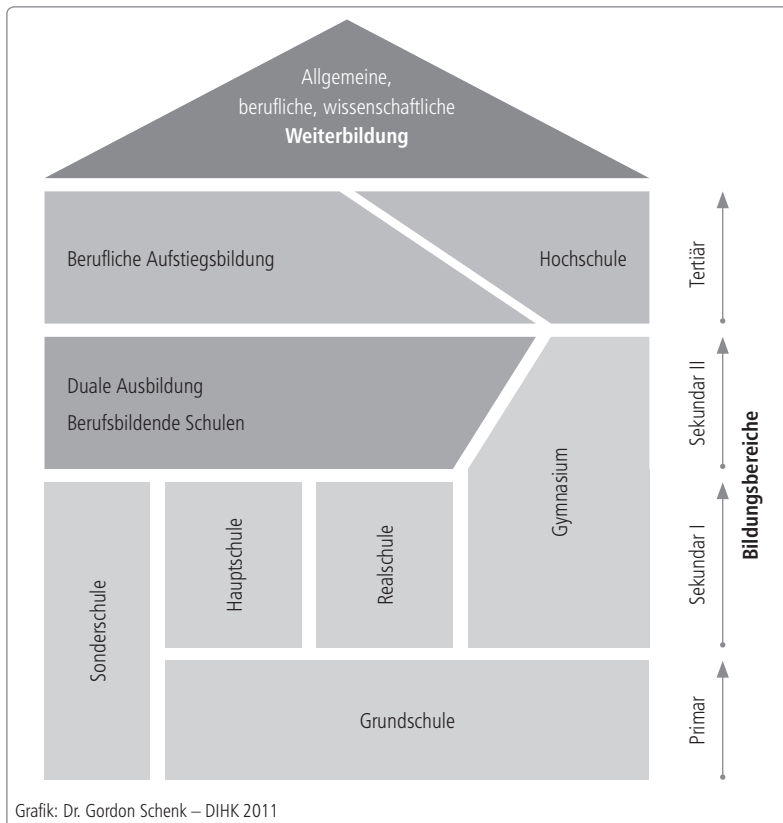 Allgemeine,
berufliche, wissenschaftliche
Weiterbildung
Berufliche Aufstiegsbildung
Hochschule
Tertiär
Duale Ausbildung
Berufsbildende Schulen
Sekundar II
Sonderschule
Hauptschule
Realschule
Gymnasium
Sekundar I
Bildungsbereiche
Grundschule
Primar
Grafik: Dr. Gordon Schenk – DIHK 2011